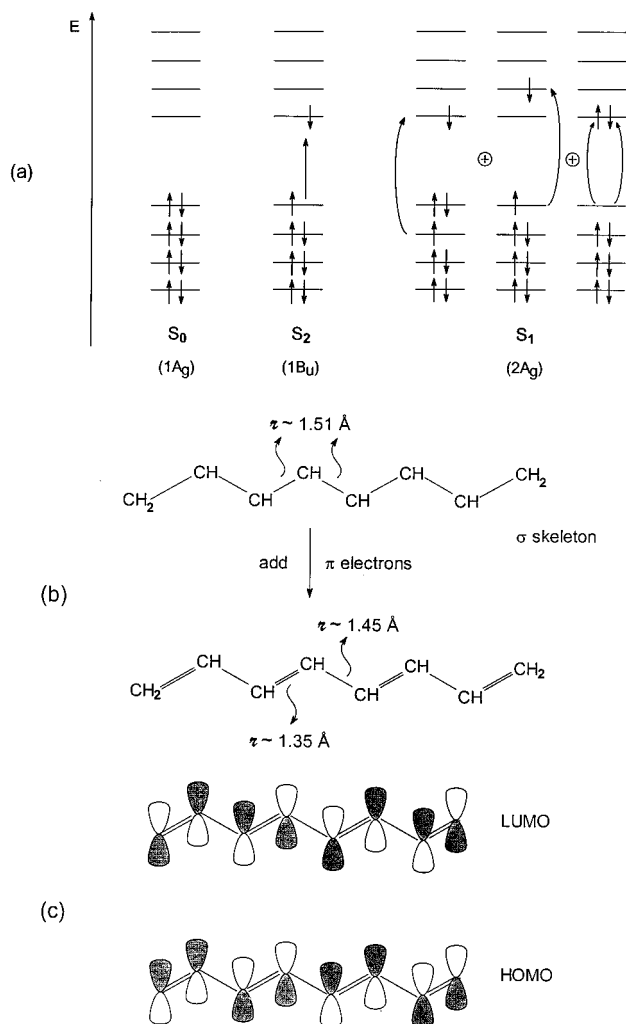 E
(a)
S₀ S₂ S₁
(1Ag) (1Bu) (2Ag)
𝓇 ~ 1.51 Å
CH₂ CH CH CH CH CH CH CH₂
σ skeleton
add π electrons
(b)
𝓇 ~ 1.45 Å
CH₂ CH CH CH CH CH CH CH₂
𝓇 ~ 1.35 Å
LUMO
(c)
HOMO